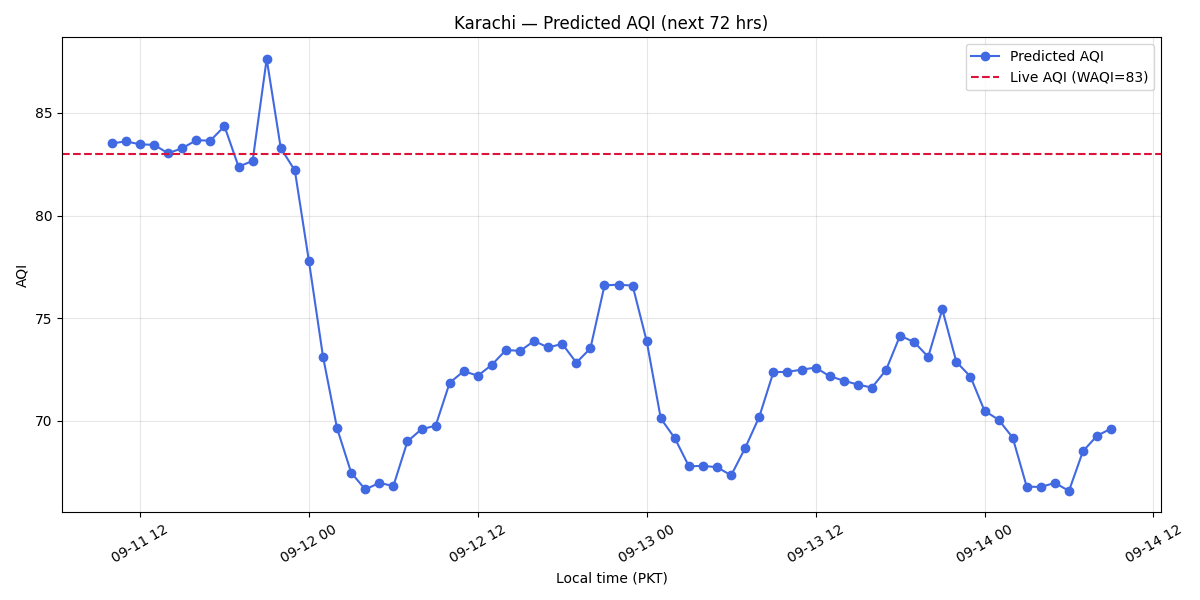 Karachi — Predicted AQI (next 72 hrs)
Predicted AQI
Live AQI (WAQI=83)
85
80
75
70
AQI
09-11 12
09-12 00
09-12 12
09-13 00
09-13 12
09-14 00
09-14 12
Local time (PKT)